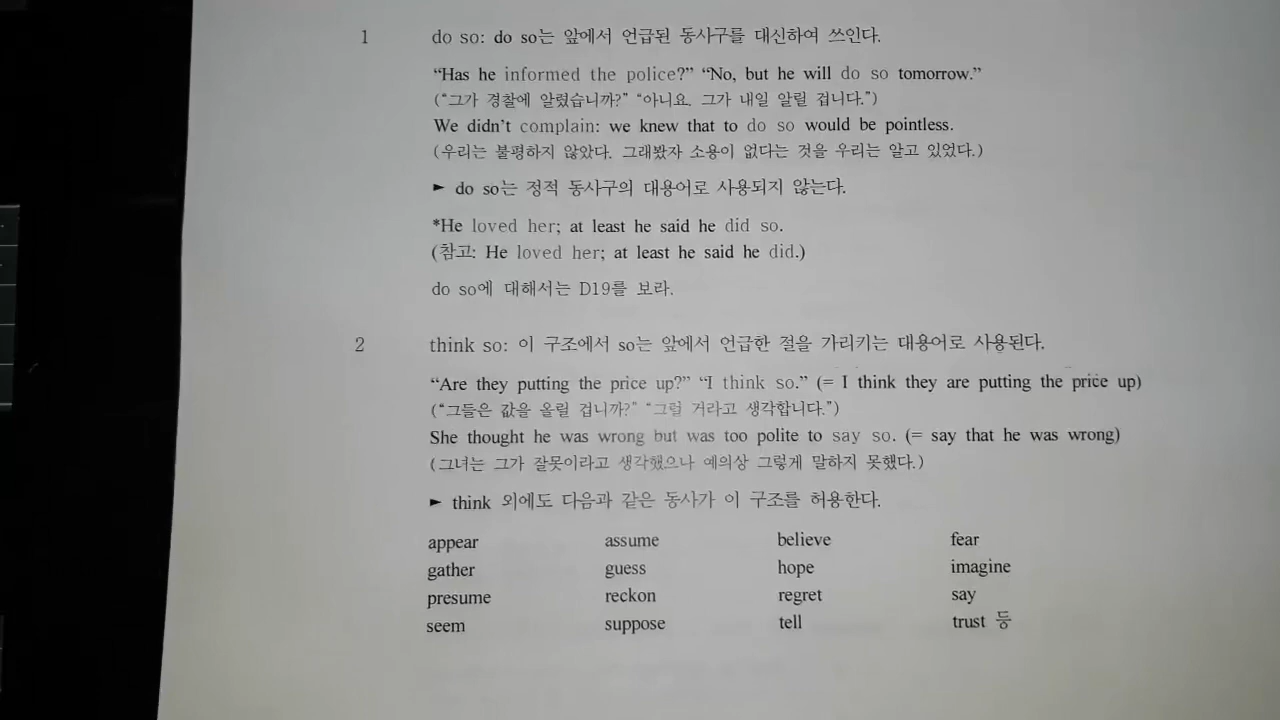 1 do so: do so는 앞에서 언급된 동사구를 대신하여 쓰인다.
“Has he informed the police?” “No, but he will do so tomorrow.”
(“그가 경찰에 알렸습니까?” “아니요. 그가 내일 알릴 겁니다.”)
We didn’t complain: we knew that to do so would be pointless.
(우리는 불평하지 않았다. 그래봤자 소용이 없다는 것을 우리는 알고 있었다.)
► do so는 정적 동사구의 대용어로 사용되지 않는다.
*He loved her; at least he said he did so.
(참고: He loved her; at least he said he did.)
do so에 대해서는 D19를 보라.
2 think so: 이 구조에서 so는 앞에서 언급한 절을 가리키는 대용어로 사용된다.
“Are they putting the price up?” “I think so.” (= I think they are putting the price up)
(“그들은 값을 올릴 겁니까?” “그럴 거라고 생각합니다.”)
She thought he was wrong but was too polite to say so. (= say that he was wrong)
(그녀는 그가 잘못이라고 생각했으나 예의상 그렇게 말하지 못했다.)
► think 외에도 다음과 같은 동사가 이 구조를 허용한다.
appear assume believe fear
gather guess hope imagine
presume reckon regret say
seem suppose tell trust 등